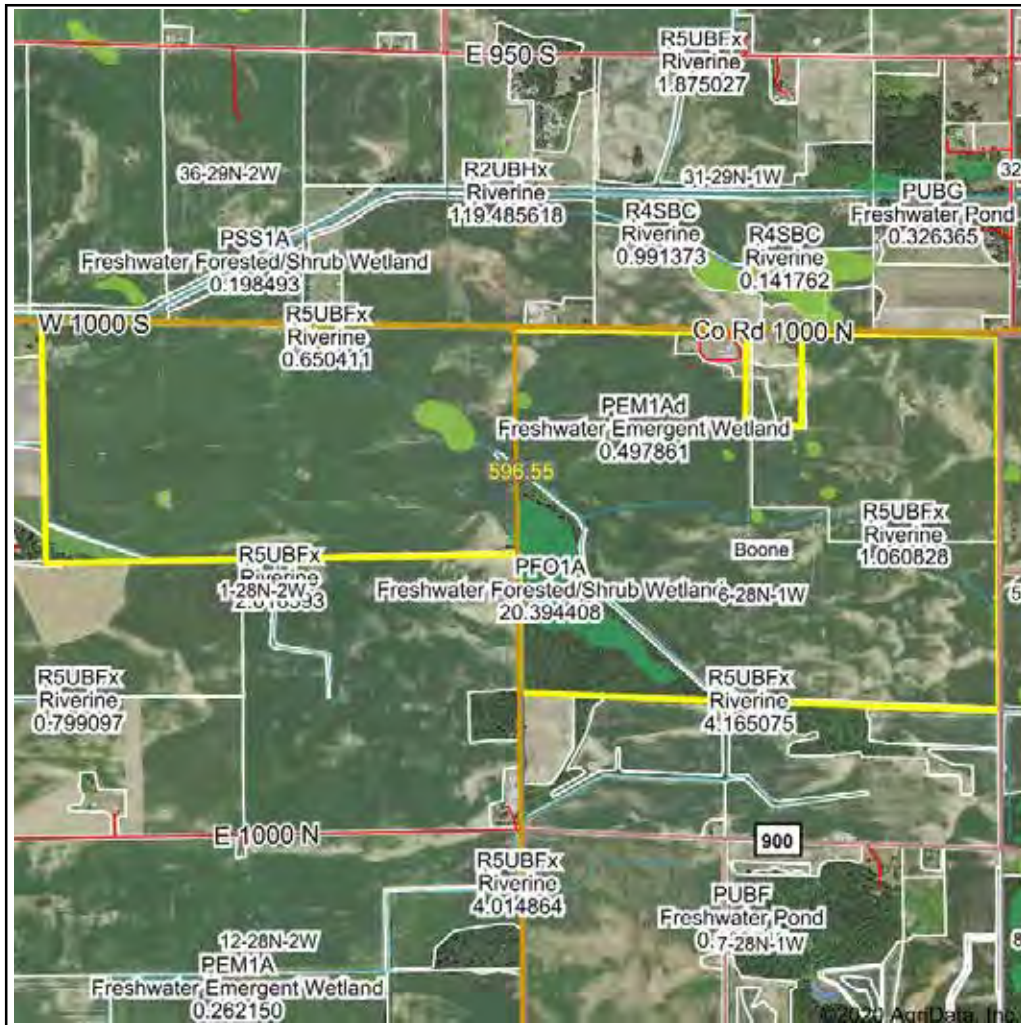 E 950 S
R5UBFx
Riverine
1.875027
36-29N-2W
R2UBHx
Riverine
119.485618
31-29N-1W
32
PUBG
Freshwater Pond
0.326365
R4SBC
Riverine
0.991373
R4SBC
Riverine
0.141762
PSS1A
Freshwater Forested/Shrub Wetland
0.198493
W 1000 S
R5UBFx
Riverine
0.650411
Co Rd 1000 N
PEM1Ad
Freshwater Emergent Wetland
0.497861
596.55
R5UBFx
Riverine
1.060828
Boone
R5UBFx
Riverine
1-28N-2W
PFO1A
Freshwater Forested/Shrub Wetland
20.394408
6-28N-1W
5
R5UBFx
Riverine
0.799097
R5UBFx
Riverine
4.165075
E 1000 N
900
R5UBFx
Riverine
4.014864
PUBF
Freshwater Pond
7-28N-1W
8
12-28N-2W
PEM1A
Freshwater Emergent Wetland
0.262150
©2020 AgriData, Inc.